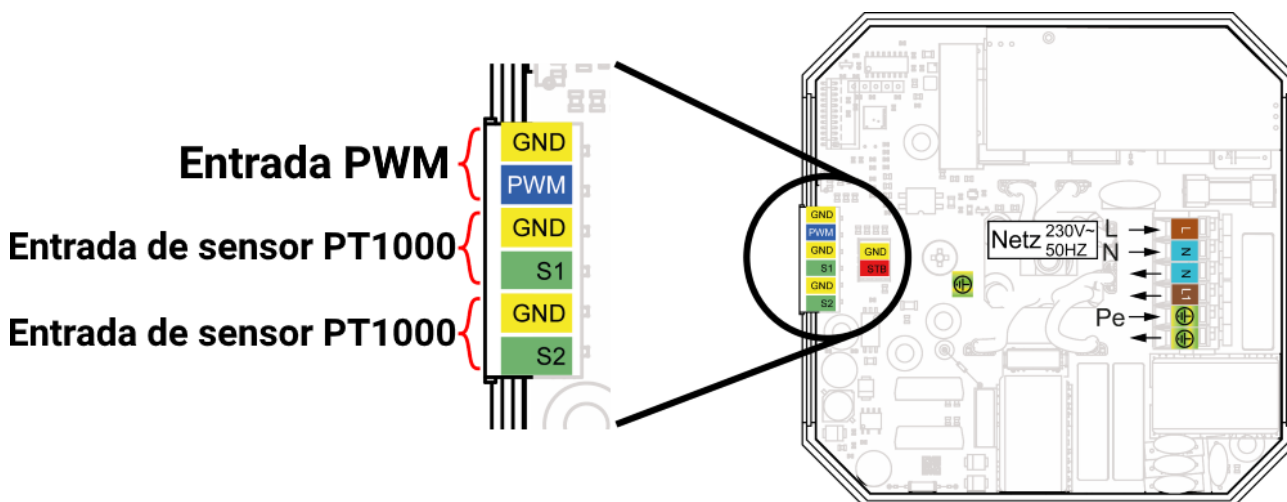 Entrada PWM
Entrada de sensor PT1000
Entrada de sensor PT1000
GND
PWM
GND
S1
GND
S2
GND
PWM
GND
S1
GND
S2
GND
STB
Netz 230V~
50HZ
L
N
Pe
L
N
N
L1